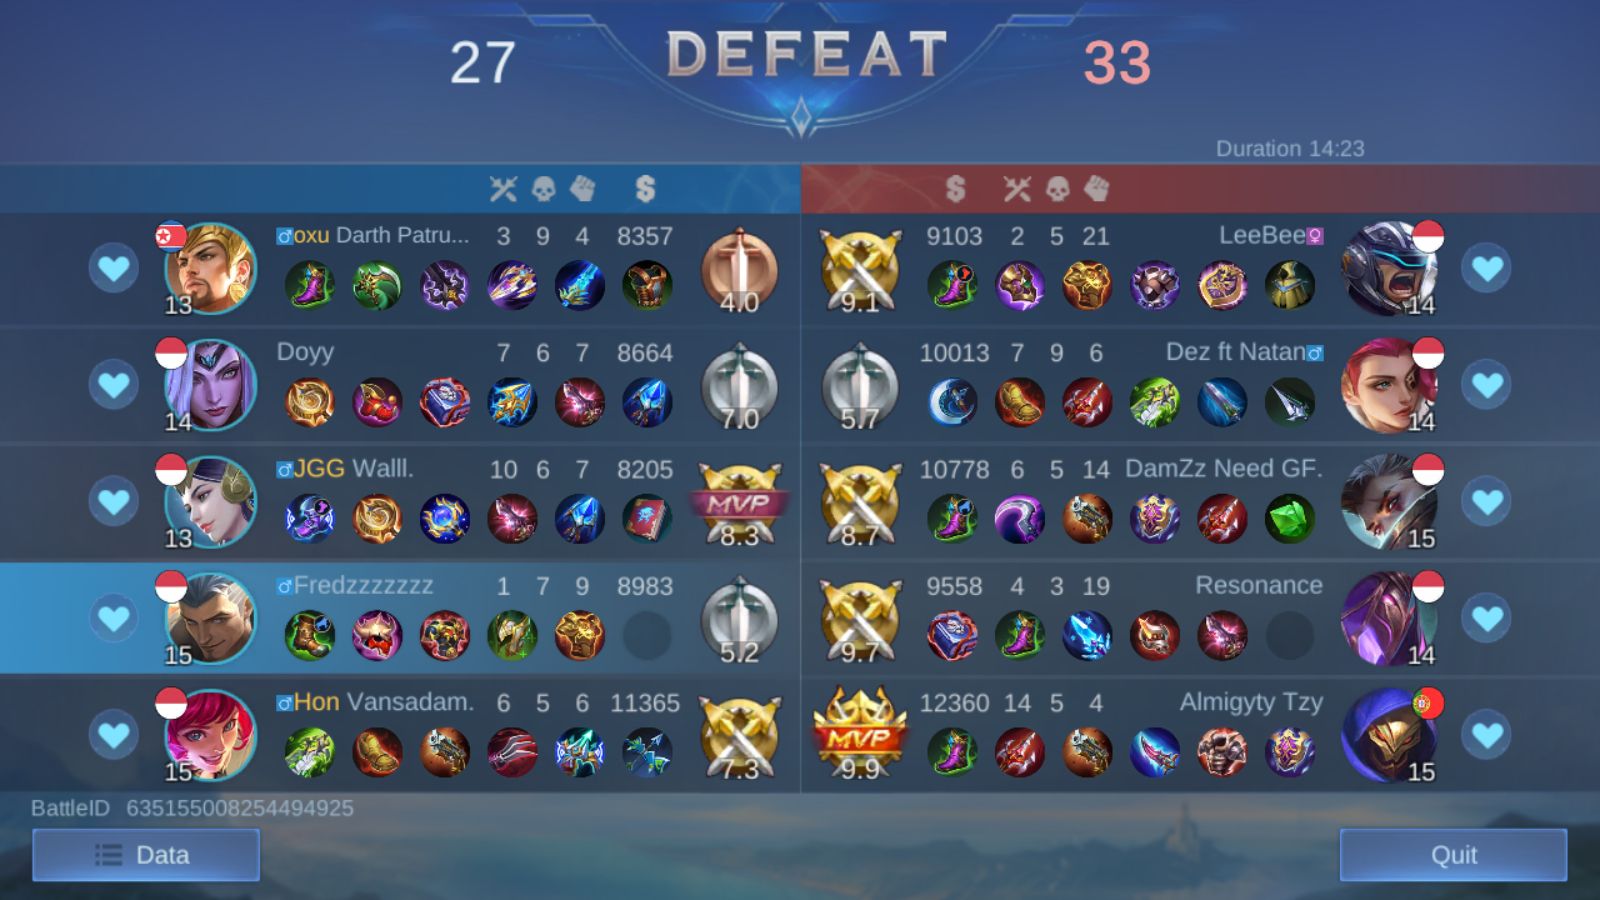 27 DEFEAT 33
Duration 14:23
oxu Darth Patru... 3 9 4 8357
13 4.0
9.1 9103 2 5 21 LeeBee
14
Doyy 7 6 7 8664
14 7.0
5.7 10013 7 9 6 Dez ft Natan
14
JGG Walll. 10 6 7 8205
MVP
13 8.3
8.7 10778 6 5 14 DamZz Need GF.
15
Fredzzzzzzz 1 7 9 8983
15 5.2
9.7 9558 4 3 19 Resonance
14
Hon Vansadam. 6 5 6 11365
15 7.3
12360 14 5 4 Almigyty Tzy
MVP
9.9 15
BattleID 635155008254494925
Data
Quit